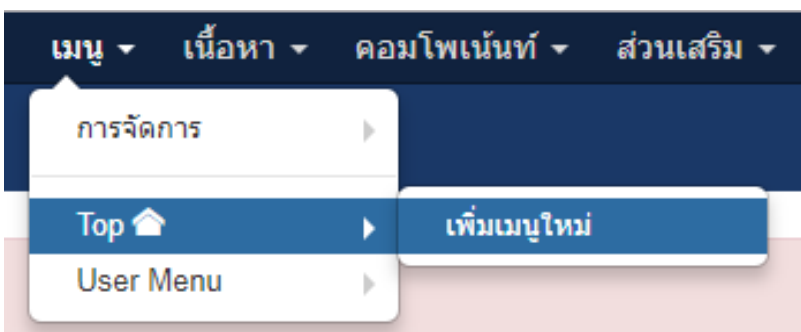 เมนู เนื้อหา คอมโพเน้นท์ ส่วนเสริม
การจัดการ
Top เพิ่มเมนูใหม่
User Menu